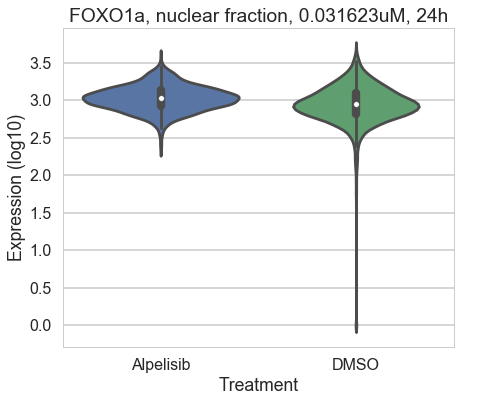 FOXO1a, nuclear fraction, 0.031623uM, 24h
Expression (log10)
3.5
3.0
2.5
2.0
1.5
1.0
0.5
0.0
Alpelisib
DMSO
Treatment